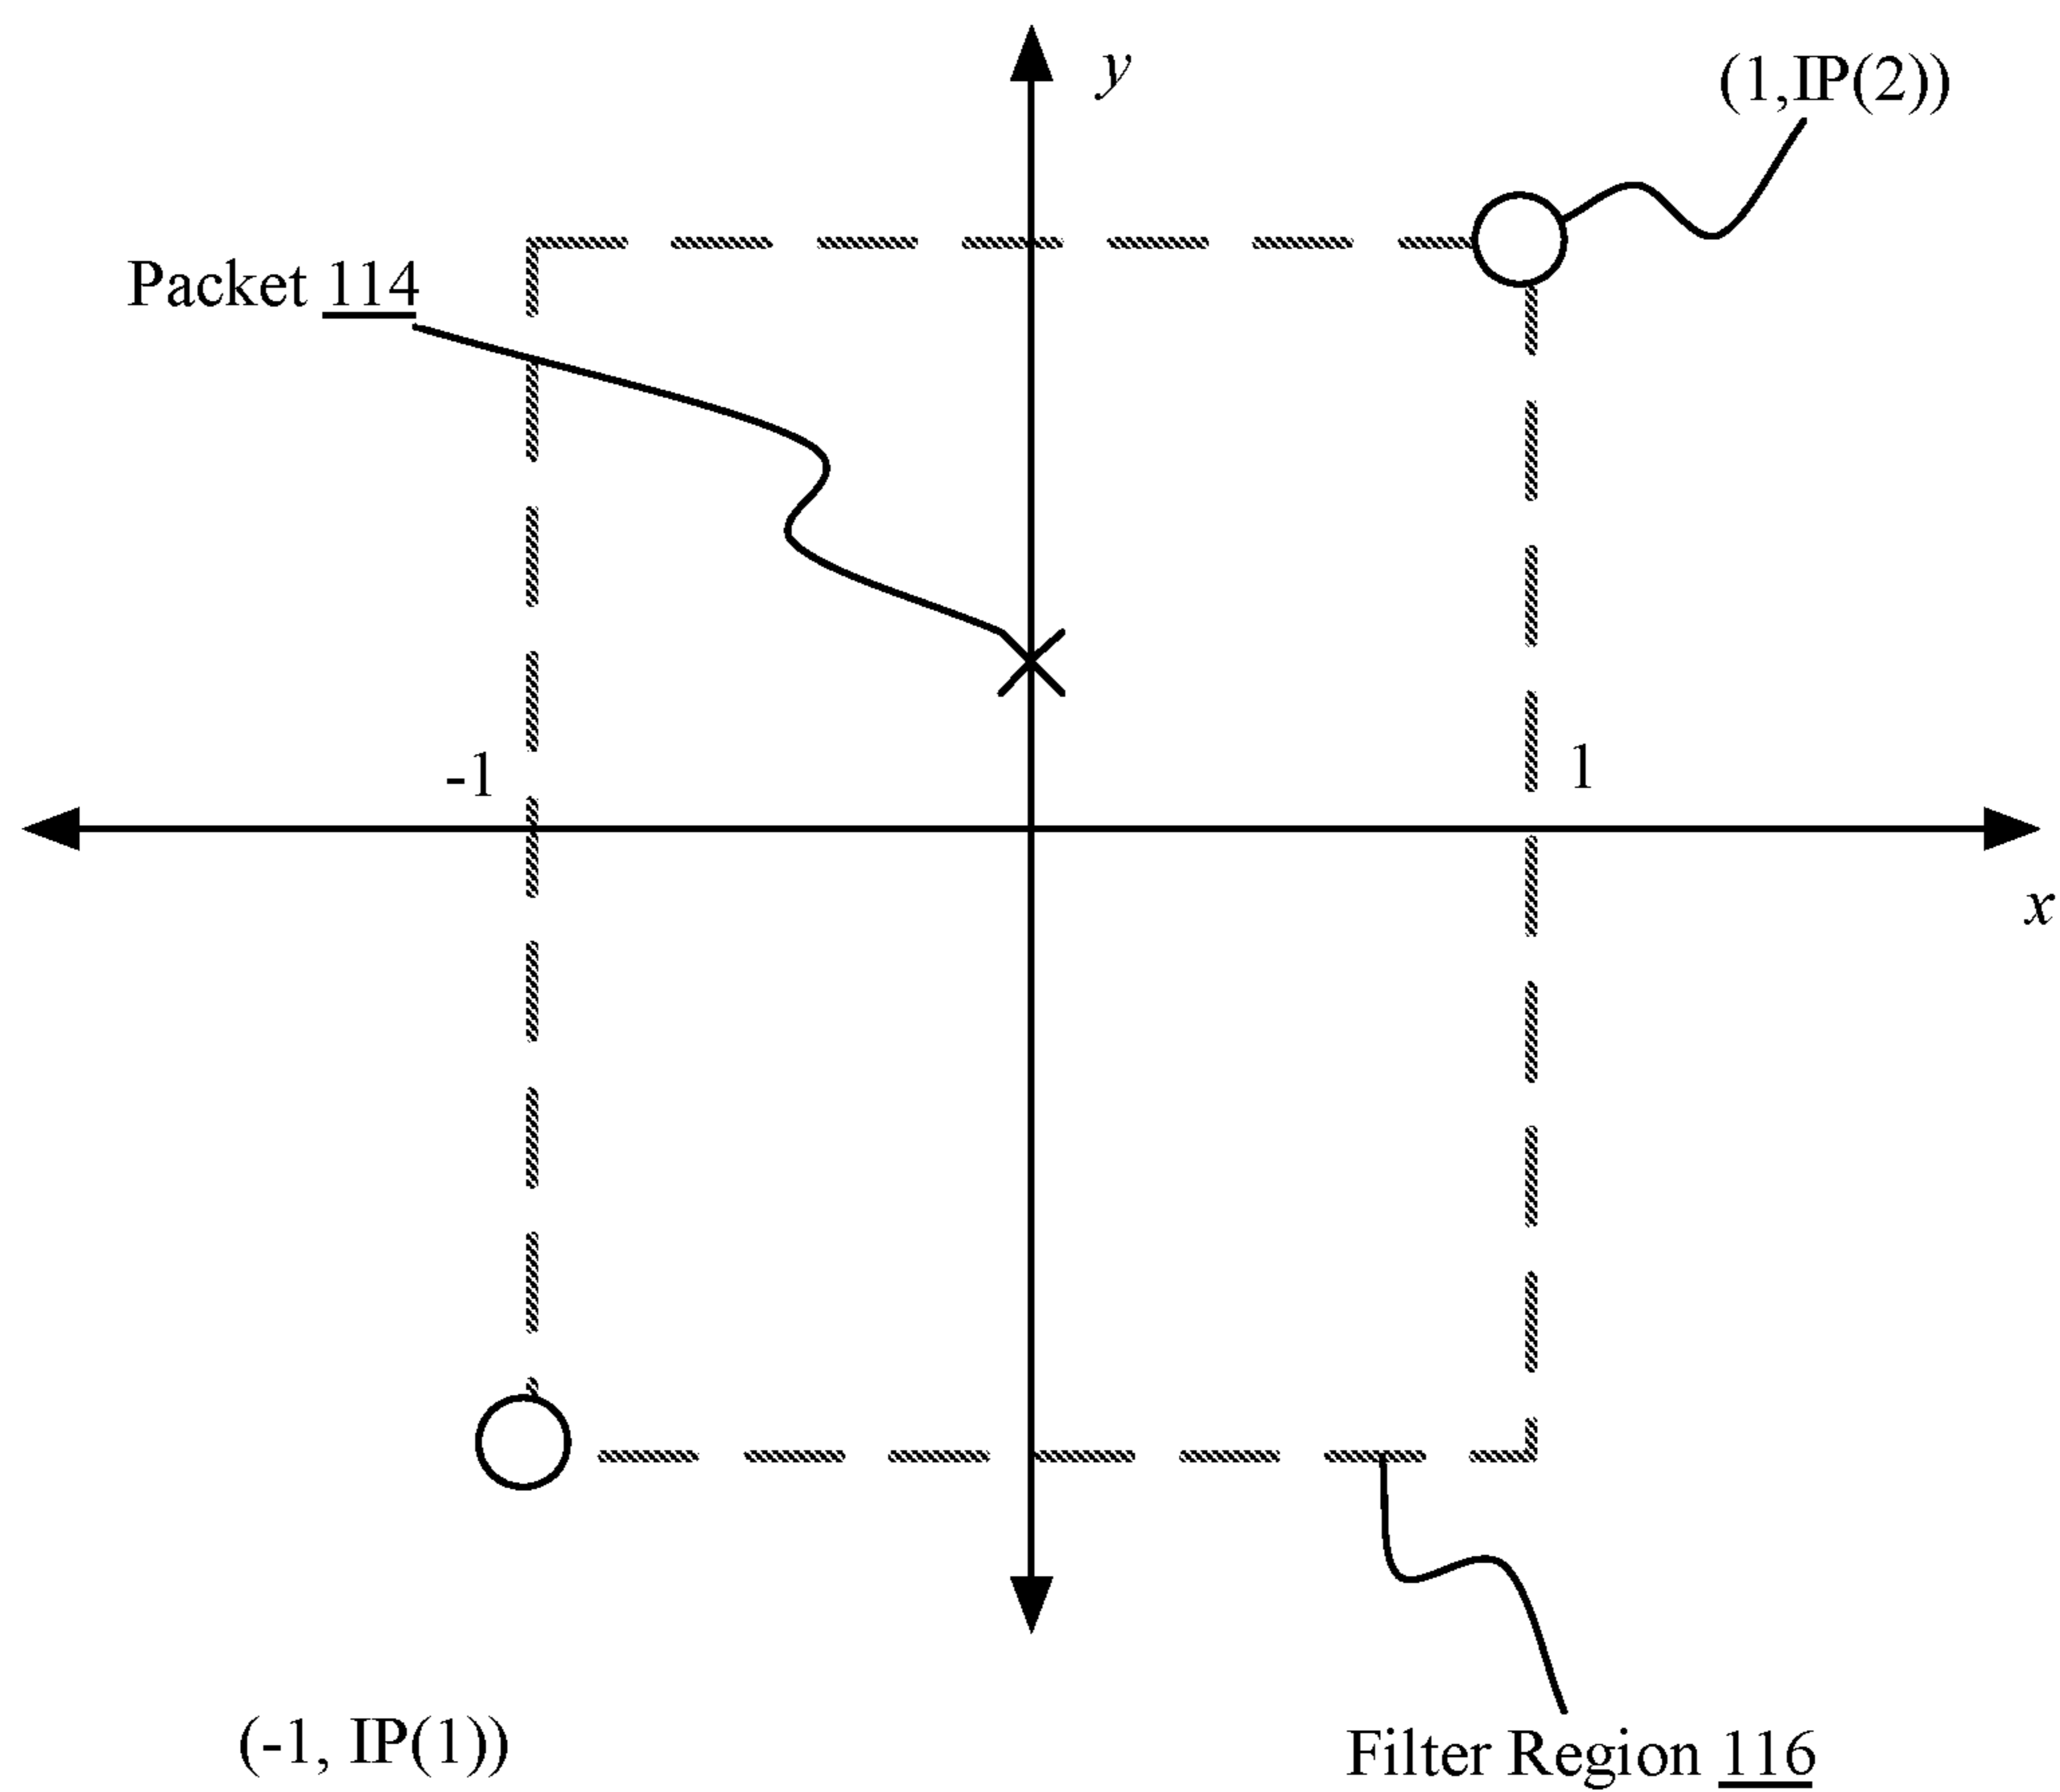 y
(1,IP(2))
Packet 114
-1
1
x
(-1, IP(1))
Filter Region 116